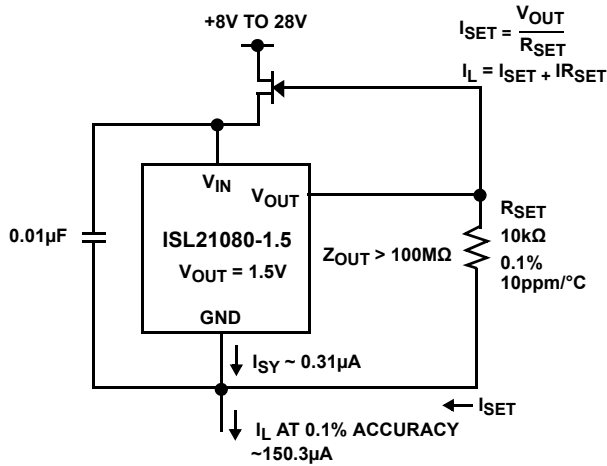 +8V TO 28V
I_SET = V_OUT / R_SET
I_L = I_SET + IR_SET
V_IN
V_OUT
0.01µF
ISL21080-1.5
V_OUT = 1.5V
GND
Z_OUT > 100MΩ
R_SET
10kΩ
0.1%
10ppm/°C
I_SY ~ 0.31µA
I_SET
I_L AT 0.1% ACCURACY
~150.3µA